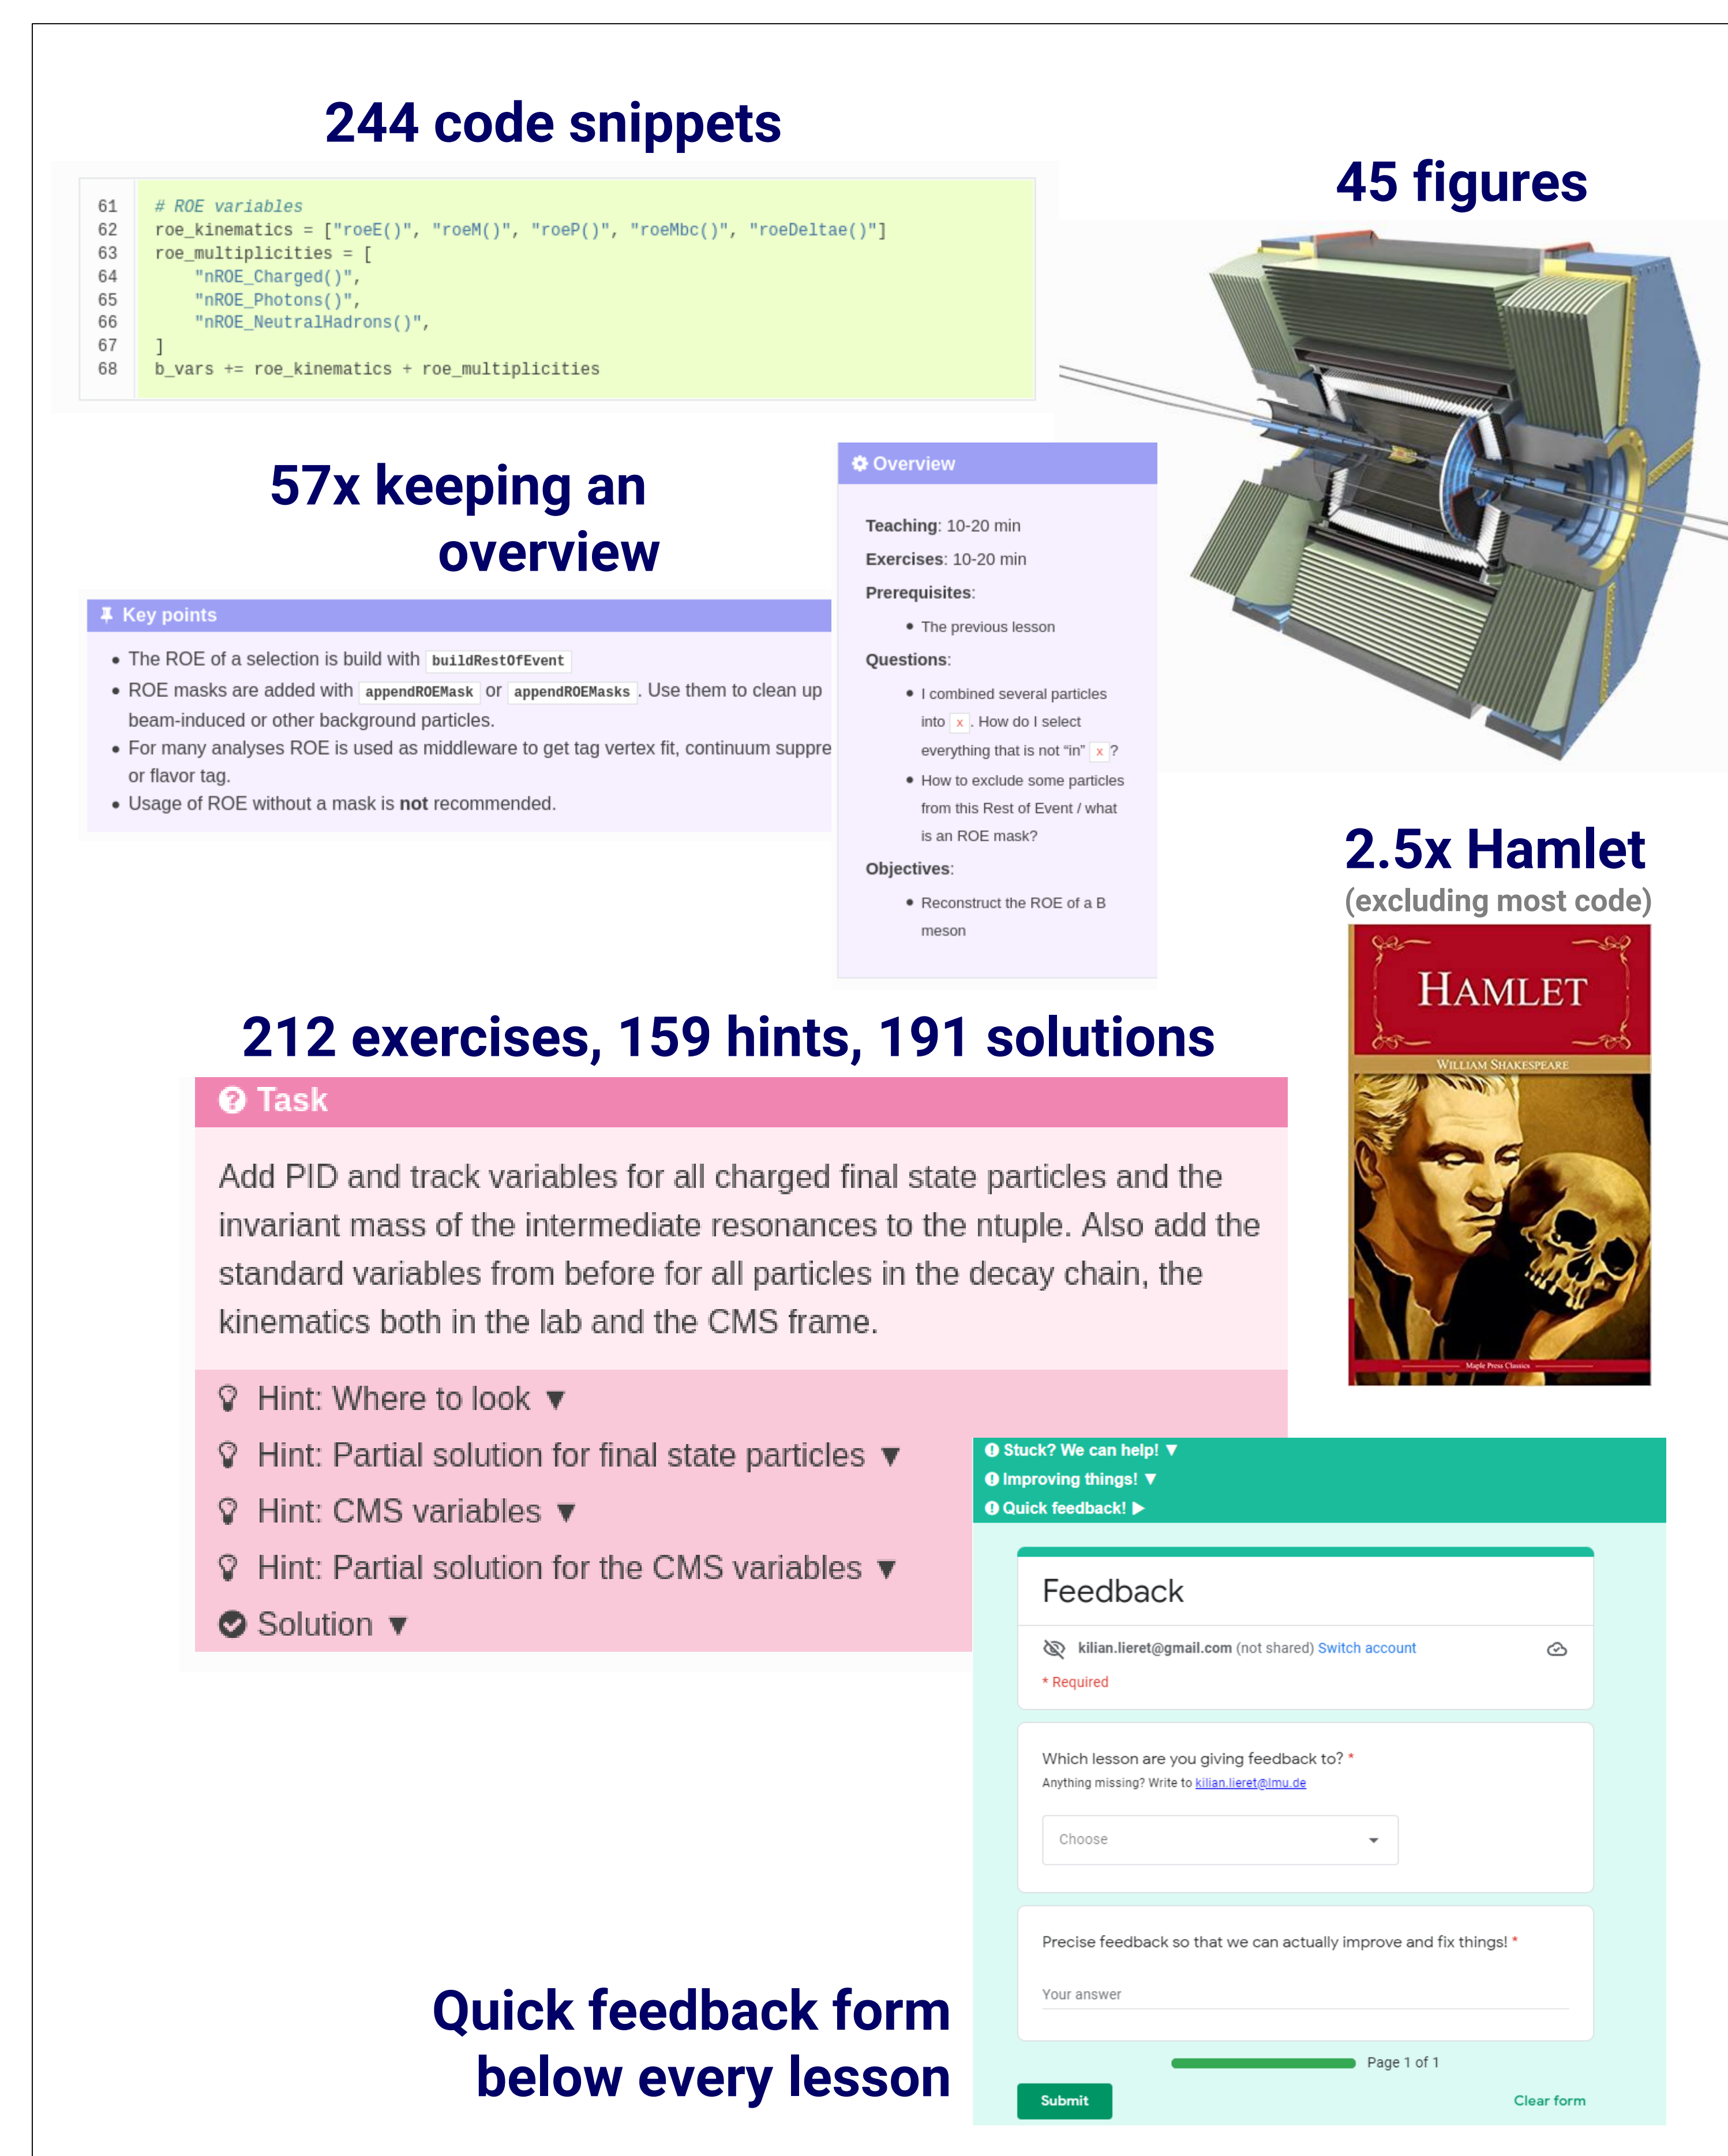 244 code snippets
61 # ROE variables
62 roe_kinematics = ["roeE()", "roeM()", "roeP()", "roeMbc()", "roeDeltae()"]
63 roe_multiplicities = [
64 "nROE_Charged()",
65 "nROE_Photons()",
66 "nROE_NeutralHadrons()",
67 ]
68 b_vars += roe_kinematics + roe_multiplicities
45 figures
57x keeping an
overview
Key points
• The ROE of a selection is build with buildRestOfEvent
• ROE masks are added with appendROEMask or appendROEMasks. Use them to clean up
beam-induced or other background particles.
• For many analyses ROE is used as middleware to get tag vertex fit, continuum suppre
or flavor tag.
• Usage of ROE without a mask is not recommended.
Overview
Teaching: 10-20 min
Exercises: 10-20 min
Prerequisites:
• The previous lesson
Questions:
• I combined several particles
into x. How do I select
everything that is not “in” x?
• How to exclude some particles
from this Rest of Event / what
is an ROE mask?
Objectives:
• Reconstruct the ROE of a B
meson
2.5x Hamlet
(excluding most code)
HAMLET
WILLIAM SHAKESPEARE
Maple Press Classics
212 exercises, 159 hints, 191 solutions
Task
Add PID and track variables for all charged final state particles and the
invariant mass of the intermediate resonances to the ntuple. Also add the
standard variables from before for all particles in the decay chain, the
kinematics both in the lab and the CMS frame.
Hint: Where to look ▼
Hint: Partial solution for final state particles ▼
Hint: CMS variables ▼
Hint: Partial solution for the CMS variables ▼
Solution ▼
Stuck? We can help! ▼
Improving things! ▼
Quick feedback! ▶
Feedback
kilian.lieret@gmail.com (not shared) Switch account
* Required
Which lesson are you giving feedback to? *
Anything missing? Write to kilian.lieret@lmu.de
Choose
Precise feedback so that we can actually improve and fix things! *
Your answer
Page 1 of 1
Submit
Clear form
Quick feedback form
below every lesson